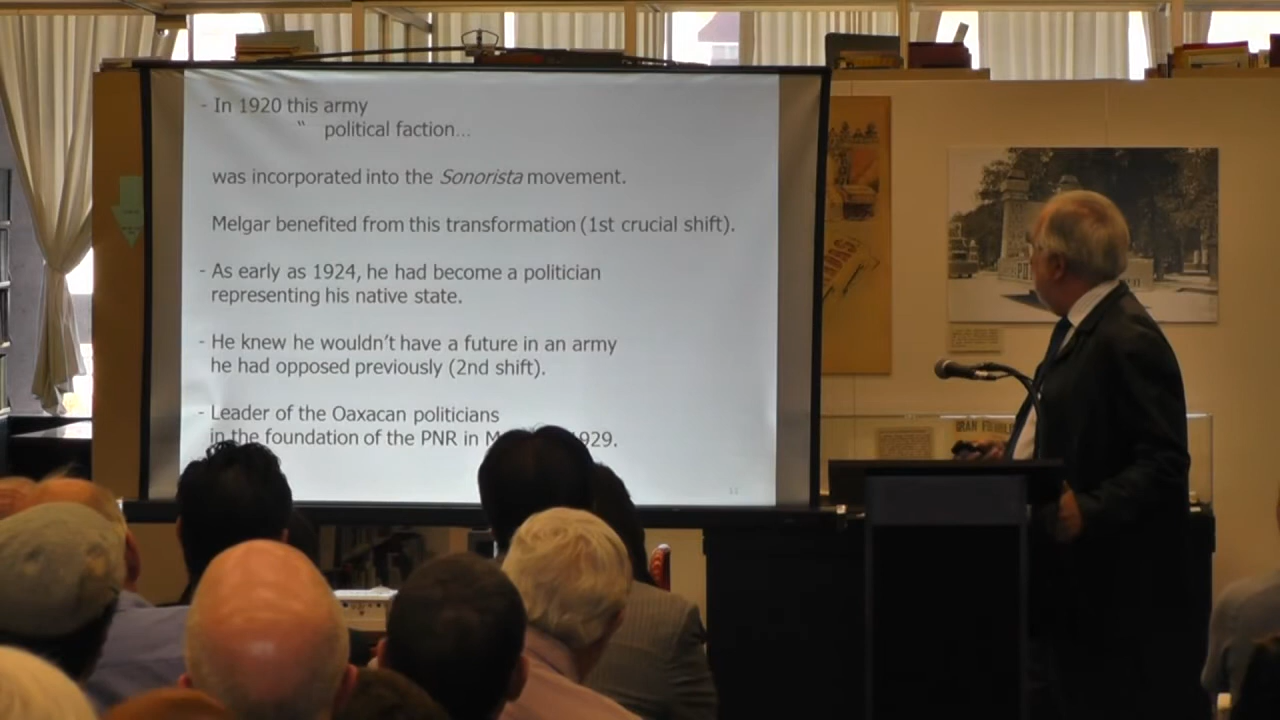 - In 1920 this army
“ political faction...
was incorporated into the Sonorista movement.
Melgar benefited from this transformation (1st crucial shift).
- As early as 1924, he had become a politician
representing his native state.
- He knew he wouldn't have a future in an army
he had opposed previously (2nd shift).
- Leader of the Oaxacan politicians
in the foundation of the PNR in 929.